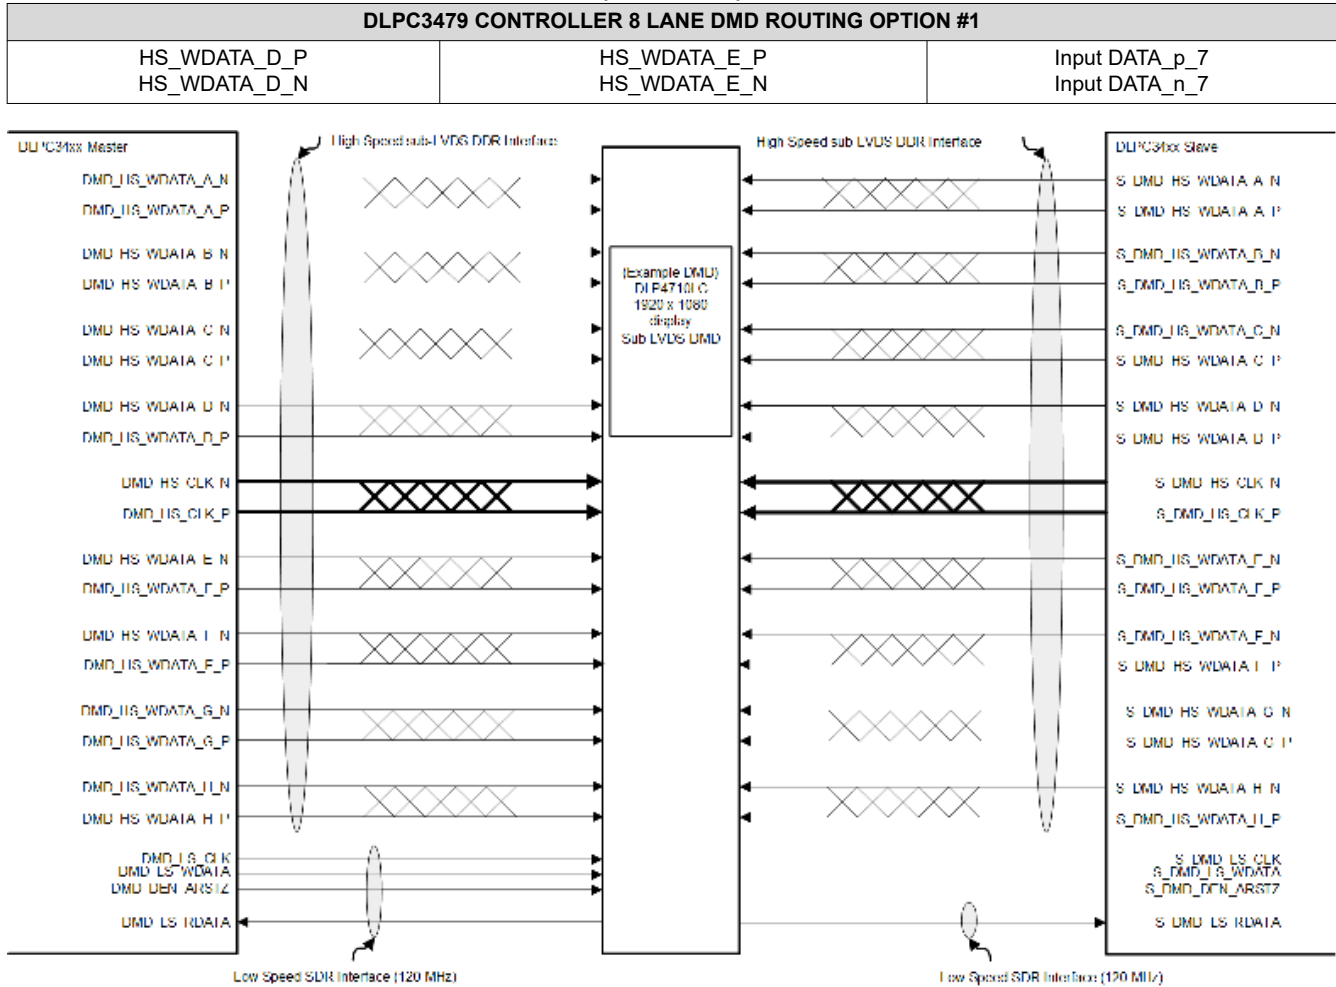 DLPC3479 CONTROLLER 8 LANE DMD ROUTING OPTION #1
HS_WDATA_D_P HS_WDATA_E_P Input DATA_p_7
HS_WDATA_D_N HS_WDATA_E_N Input DATA_n_7
DLPC34xx Master
High Speed sub-LVDS DDR Interface
DMD_HS_WDATA_A_N
DMD_HS_WDATA_A_P
DMD_HS_WDATA_B_N
DMD_HS_WDATA_B_P
DMD_HS_WDATA_C_N
DMD_HS_WDATA_C_P
DMD_HS_WDATA_D_N
DMD_HS_WDATA_D_P
DMD_HS_CLK_N
DMD_HS_CLK_P
DMD_HS_WDATA_E_N
DMD_HS_WDATA_E_P
DMD_HS_WDATA_F_N
DMD_HS_WDATA_F_P
DMD_HS_WDATA_G_N
DMD_HS_WDATA_G_P
DMD_HS_WDATA_H_N
DMD_HS_WDATA_H_P
DMD_LS_CLK
DMD_LS_WDATA
DMD_DEN_ARSTZ
DMD_LS_RDATA
Low Speed SDR Interface (120 MHz)
(Example DMD)
DLP4710LC
1920 x 1080
display
Sub LVDS DMD
High Speed sub LVDS DDR Interface
DLPC34xx Slave
S_DMD_HS_WDATA_A_N
S_DMD_HS_WDATA_A_P
S_DMD_HS_WDATA_B_N
S_DMD_HS_WDATA_B_P
S_DMD_HS_WDATA_C_N
S_DMD_HS_WDATA_C_P
S_DMD_HS_WDATA_D_N
S_DMD_HS_WDATA_D_P
S_DMD_HS_CLK_N
S_DMD_HS_CLK_P
S_DMD_HS_WDATA_E_N
S_DMD_HS_WDATA_E_P
S_DMD_HS_WDATA_F_N
S_DMD_HS_WDATA_F_P
S_DMD_HS_WDATA_G_N
S_DMD_HS_WDATA_G_P
S_DMD_HS_WDATA_H_N
S_DMD_HS_WDATA_H_P
S_DMD_LS_CLK
S_DMD_LS_WDATA
S_DMD_DEN_ARSTZ
S_DMD_LS_RDATA
Low Speed SDR Interface (120 MHz)